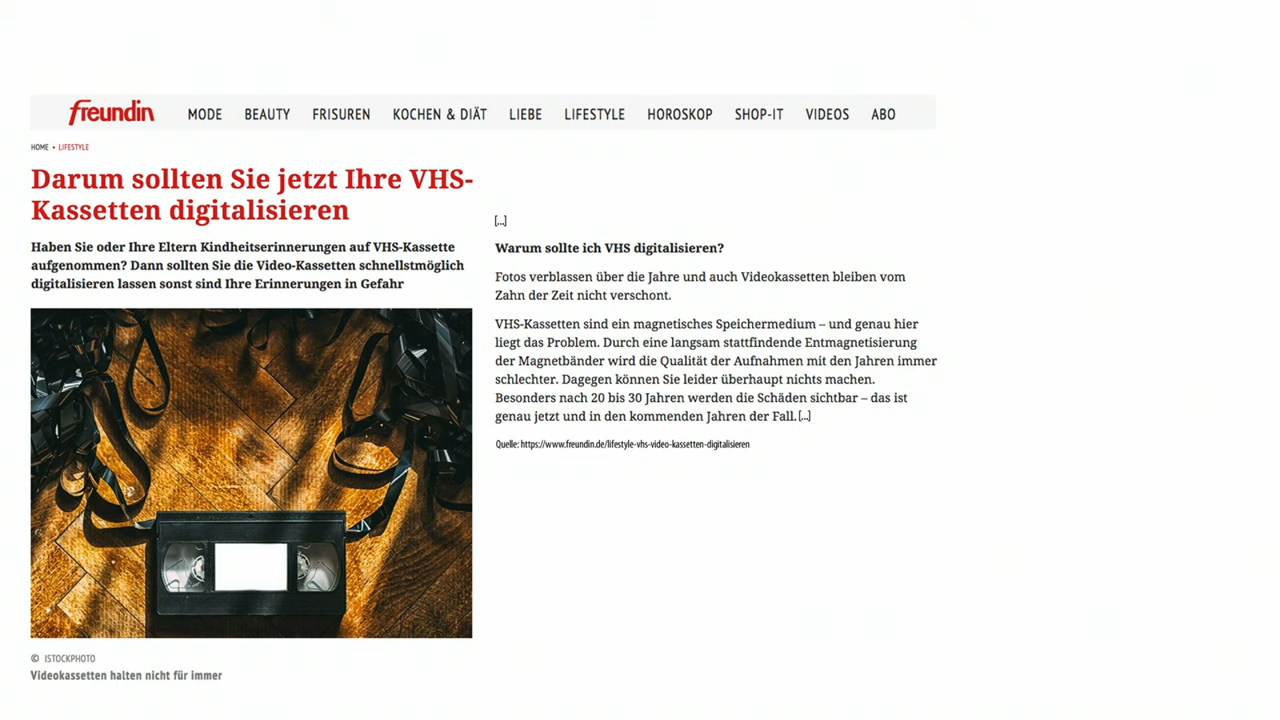 freundin MODE BEAUTY FRISUREN KOCHEN & DIÄT LIEBE LIFESTYLE HOROSKOP SHOP-IT VIDEOS ABO
HOME • LIFESTYLE
Darum sollten Sie jetzt Ihre VHS-
Kassetten digitalisieren
Haben Sie oder Ihre Eltern Kindheitserinnerungen auf VHS-Kassette
aufgenommen? Dann sollten Sie die Video-Kassetten schnellstmöglich
digitalisieren lassen sonst sind Ihre Erinnerungen in Gefahr
© ISTOCKPHOTO
Videokassetten halten nicht für immer
[...]
Warum sollte ich VHS digitalisieren?
Fotos verblassen über die Jahre und auch Videokassetten bleiben vom
Zahn der Zeit nicht verschont.
VHS-Kassetten sind ein magnetisches Speichermedium – und genau hier
liegt das Problem. Durch eine langsam stattfindende Entmagnetisierung
der Magnetbänder wird die Qualität der Aufnahmen mit den Jahren immer
schlechter. Dagegen können Sie leider überhaupt nichts machen.
Besonders nach 20 bis 30 Jahren werden die Schäden sichtbar – das ist
genau jetzt und in den kommenden Jahren der Fall. [...]
Quelle: https://www.freundin.de/lifestyle-vhs-video-kassetten-digitalisieren